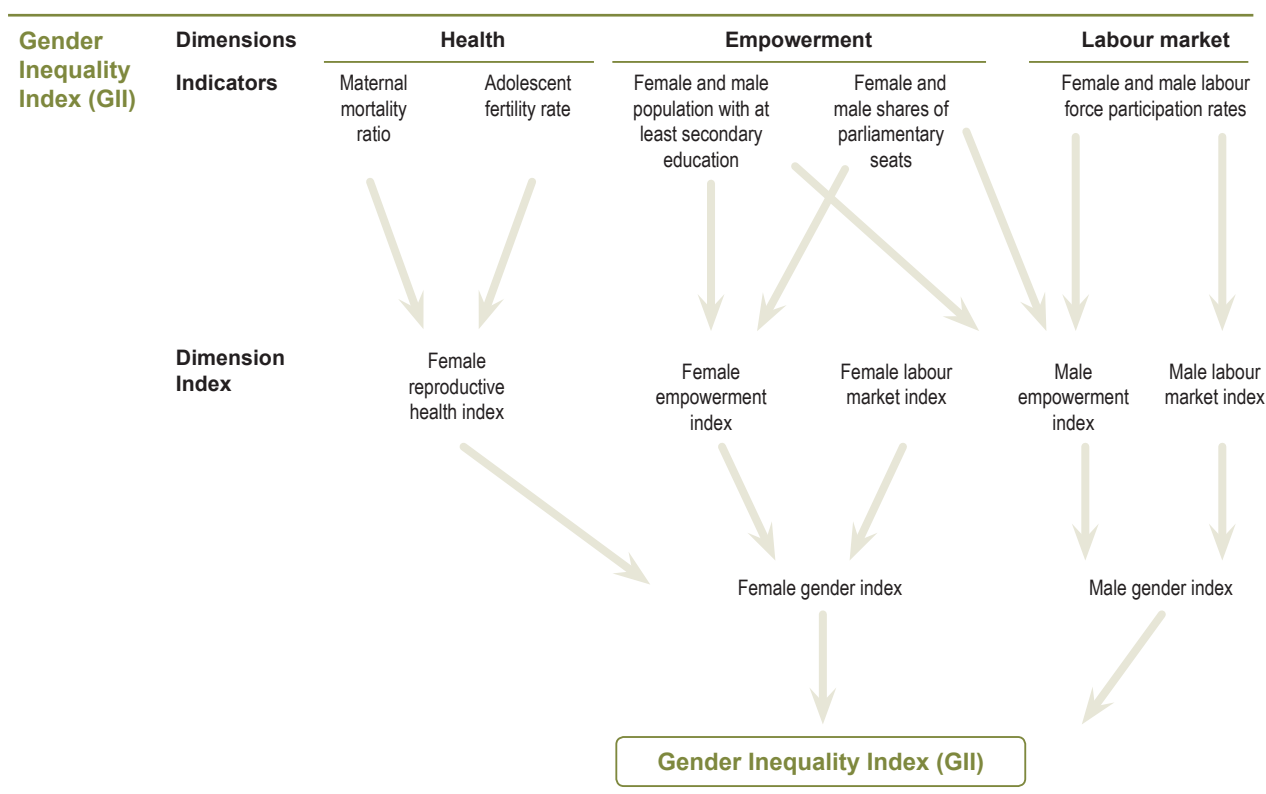 Gender
Inequality
Index (GII)
Dimensions
Health
Empowerment
Labour market
Indicators
Maternal
mortality
ratio
Adolescent
fertility rate
Female and male
population with at
least secondary
education
Female and
male shares of
parliamentary
seats
Female and male labour
force participation rates
Dimension
Index
Female
reproductive
health index
Female
empowerment
index
Female labour
market index
Male
empowerment
index
Male labour
market index
Female gender index
Male gender index
Gender Inequality Index (GII)